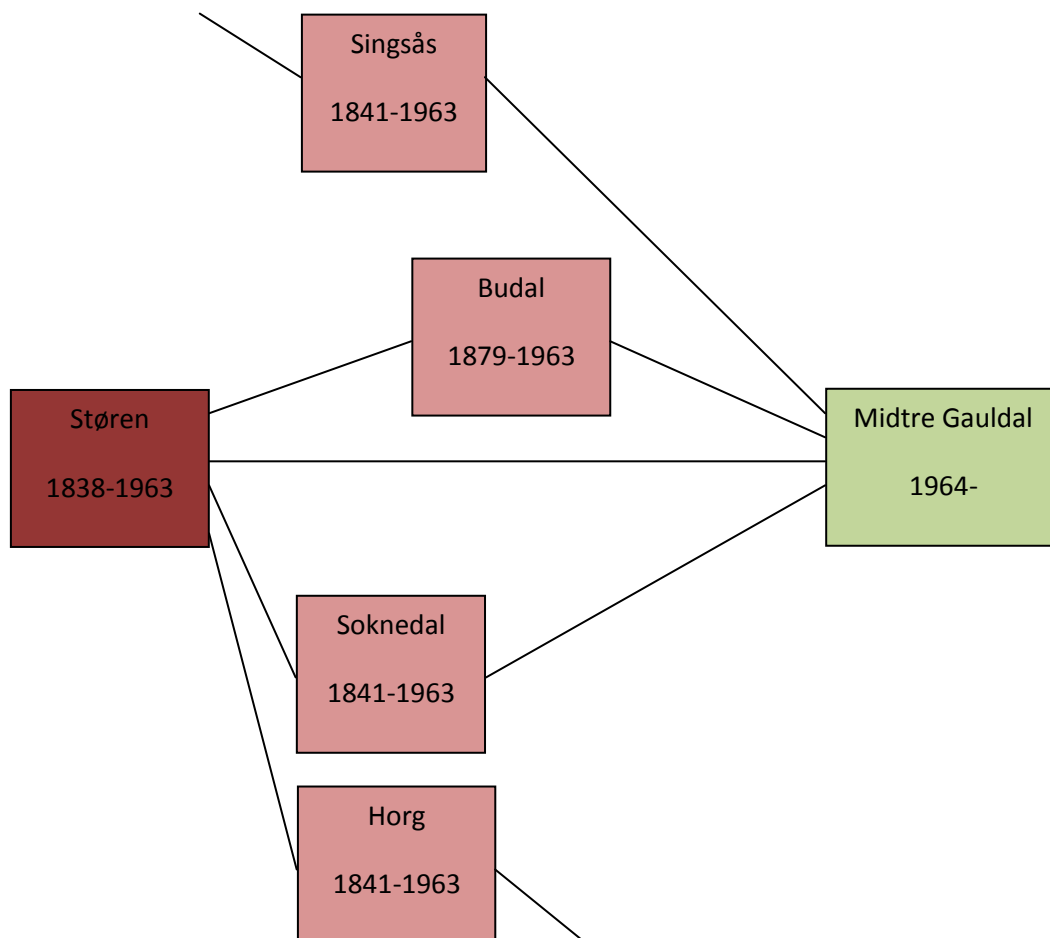 Singsås
1841-1963
Budal
1879-1963
Støren
1838-1963
Midtre Gauldal
1964-
Soknedal
1841-1963
Horg
1841-1963